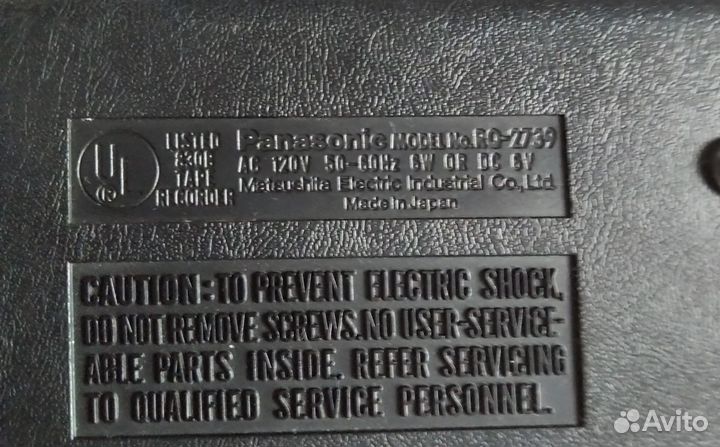 UL
LISTED
830E
TAPE
RECORDER
Panasonic MODEL No. RQ-2739
AC 120V 50-60Hz 6W OR DC 6V
Matsushita Electric Industrial Co., Ltd.
Made in Japan
CAUTION: TO PREVENT ELECTRIC SHOCK,
DO NOT REMOVE SCREWS. NO USER-SERVICE-
ABLE PARTS INSIDE. REFER SERVICING
TO QUALIFIED SERVICE PERSONNEL.
Avito